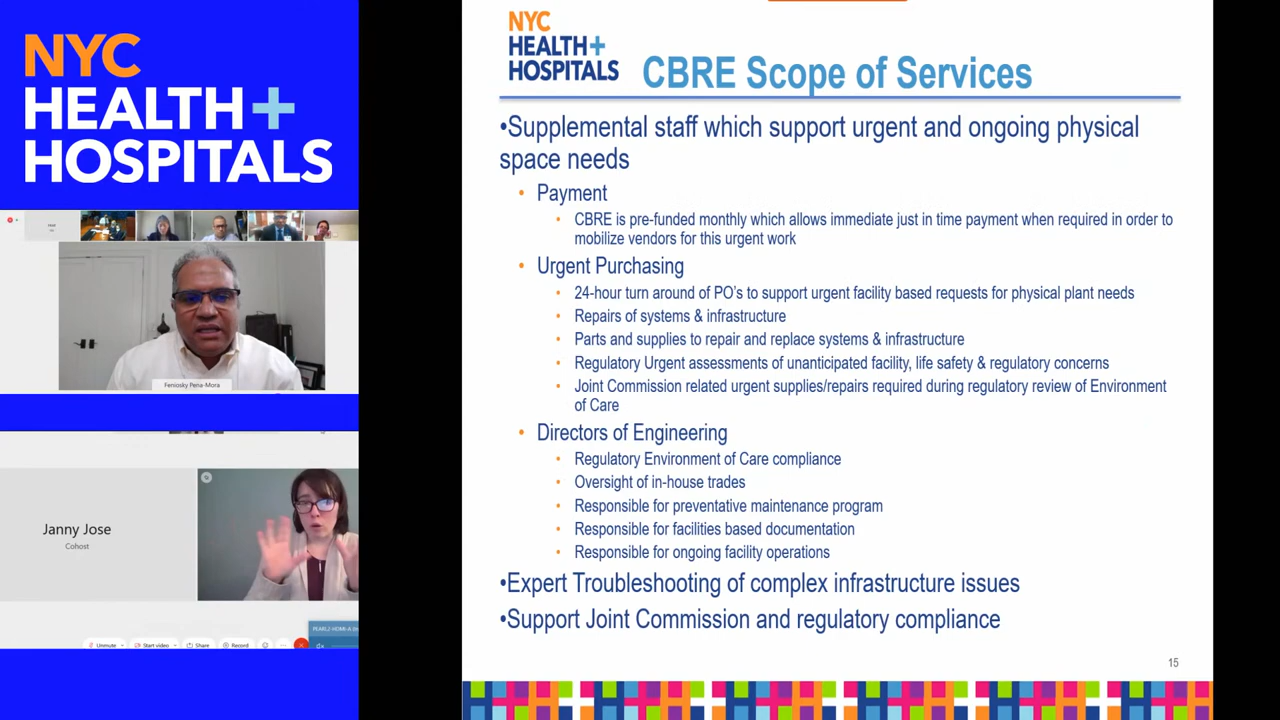 NYC
HEALTH+
HOSPITALS
Feniosky Pena-Mora
Janny Jose
Cohost
Unmute
Start video
Share
Record
NYC
HEALTH+
HOSPITALS
CBRE Scope of Services
•Supplemental staff which support urgent and ongoing physical
space needs
• Payment
• CBRE is pre-funded monthly which allows immediate just in time payment when required in order to
mobilize vendors for this urgent work
• Urgent Purchasing
• 24-hour turn around of PO's to support urgent facility based requests for physical plant needs
• Repairs of systems & infrastructure
• Parts and supplies to repair and replace systems & infrastructure
• Regulatory Urgent assessments of unanticipated facility, life safety & regulatory concerns
• Joint Commission related urgent supplies/repairs required during regulatory review of Environment
of Care
• Directors of Engineering
• Regulatory Environment of Care compliance
• Oversight of in-house trades
• Responsible for preventative maintenance program
• Responsible for facilities based documentation
• Responsible for ongoing facility operations
•Expert Troubleshooting of complex infrastructure issues
•Support Joint Commission and regulatory compliance
15